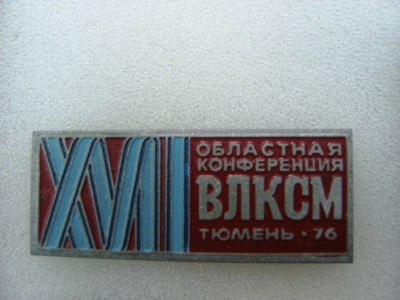 XVII
ОБЛАСТНАЯ
КОНФЕРЕНЦИЯ
ВЛКСМ
ТЮМЕНЬ · 76